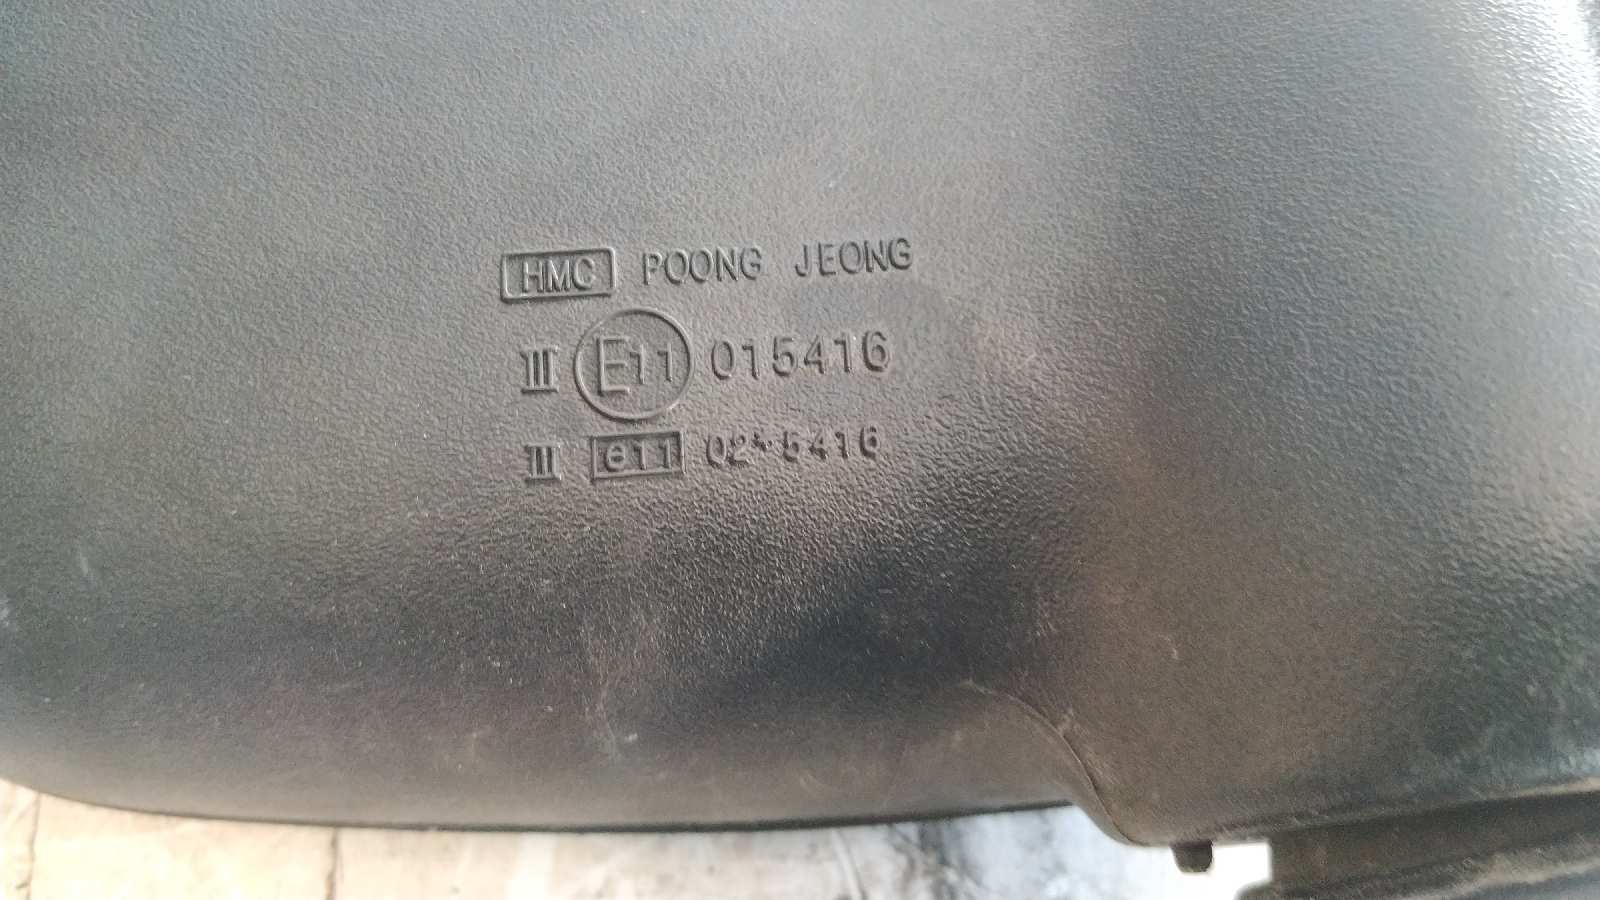 HMC POONG JEONG
III E11 015416
III e11 02*5416